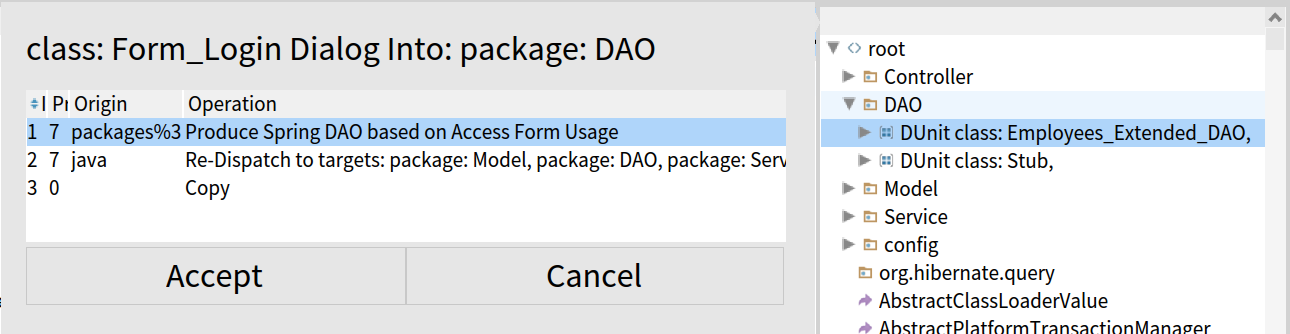 class: Form_Login Dialog Into: package: DAO
I Pr Origin Operation
1 7 packages%3 Produce Spring DAO based on Access Form Usage
2 7 java Re-Dispatch to targets: package: Model, package: DAO, package: Serv
3 0 Copy
Accept Cancel
root
Controller
DAO
DUnit class: Employees_Extended_DAO,
DUnit class: Stub,
Model
Service
config
org.hibernate.query
AbstractClassLoaderValue
AbstractPlatformTransactionManager